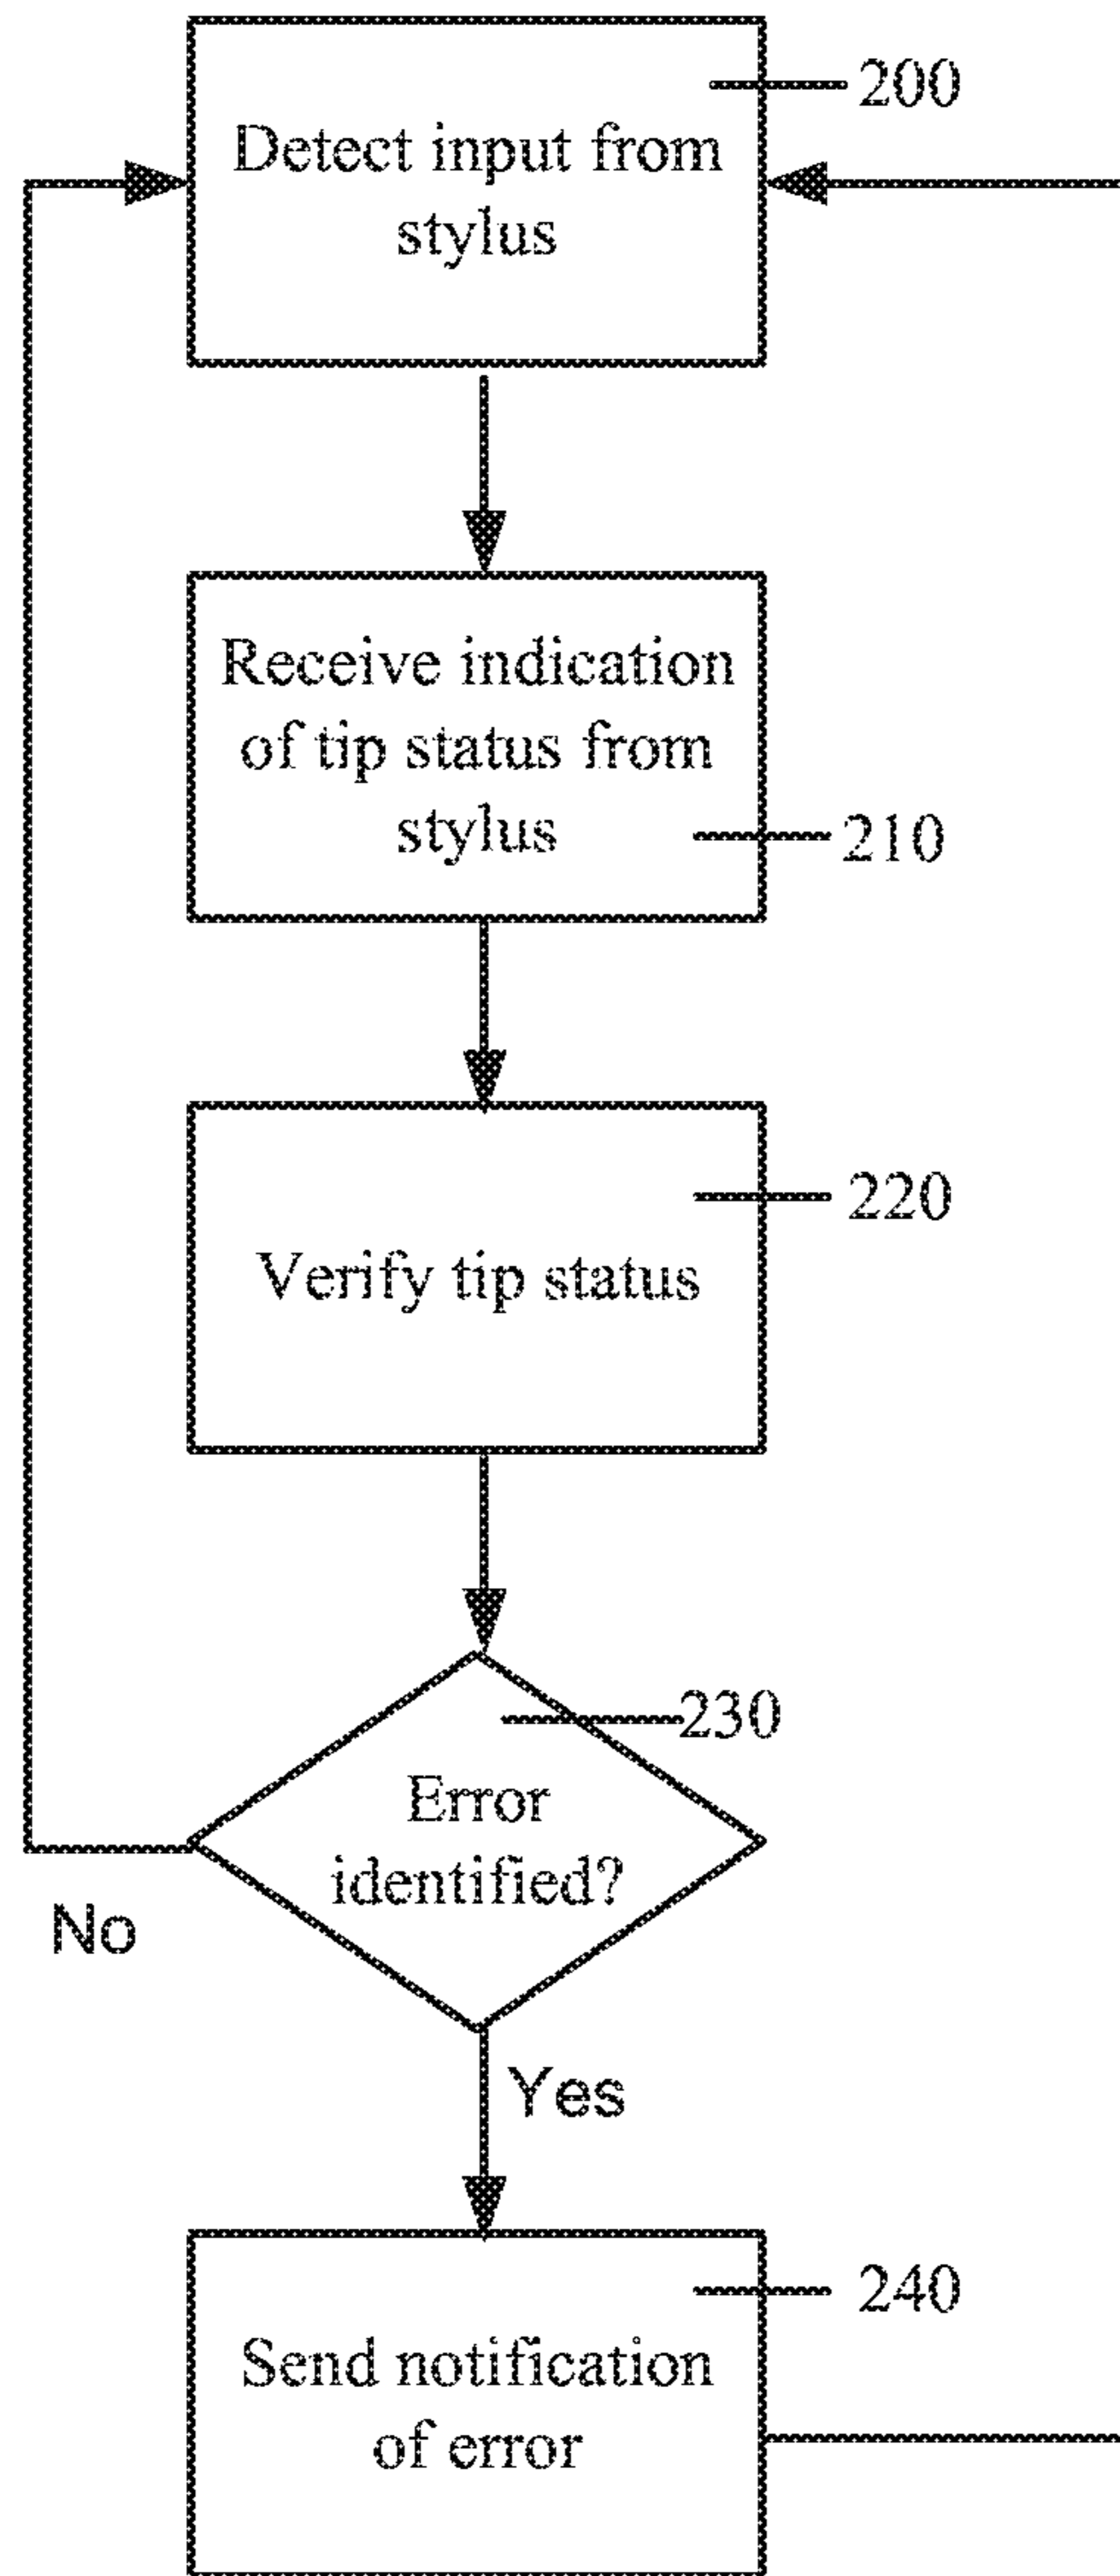 200
Detect input from
stylus
Receive indication
of tip status from
stylus
210
220
Verify tip status
230
Error
identified?
No
Yes
240
Send notification
of error